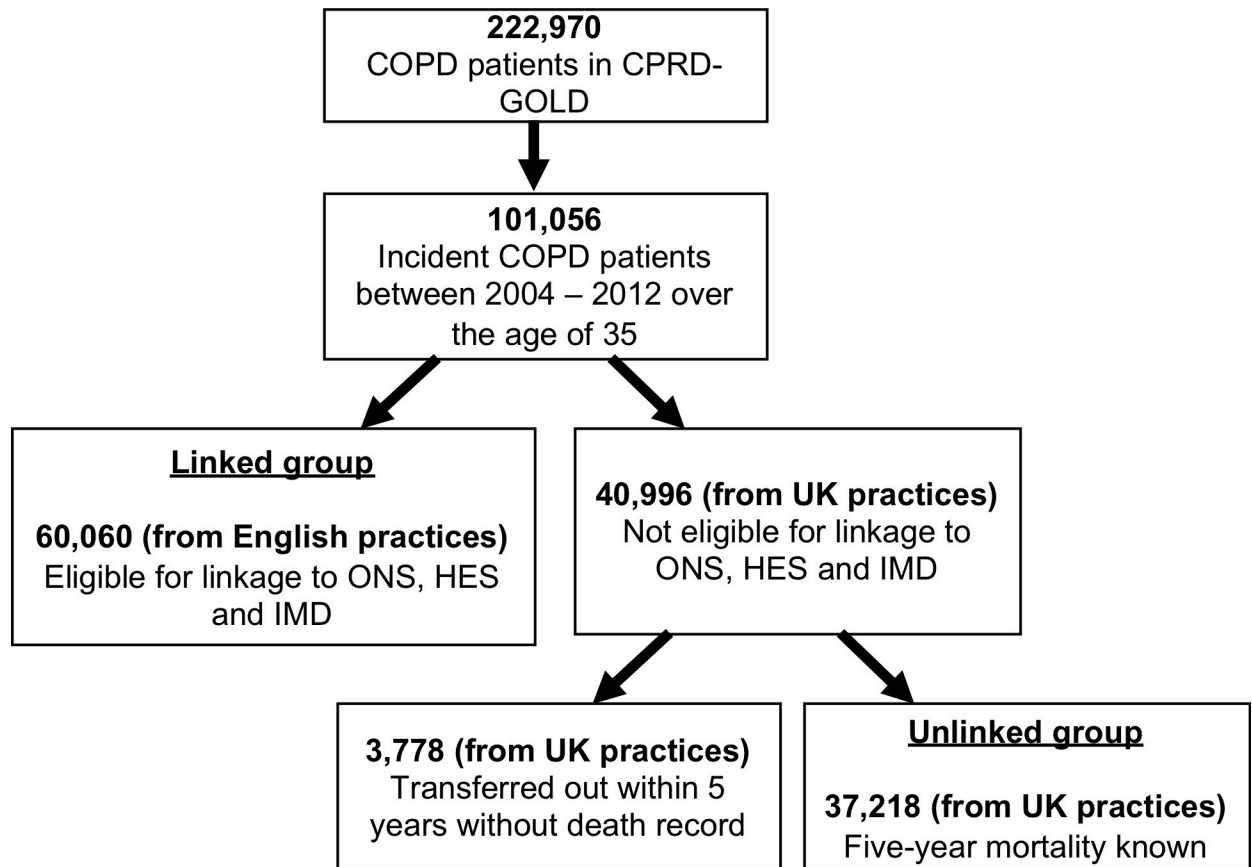 222,970
COPD patients in CPRD-
GOLD
101,056
Incident COPD patients
between 2004 – 2012 over
the age of 35
Linked group
60,060 (from English practices)
Eligible for linkage to ONS, HES
and IMD
40,996 (from UK practices)
Not eligible for linkage to
ONS, HES and IMD
3,778 (from UK practices)
Transferred out within 5
years without death record
Unlinked group
37,218 (from UK practices)
Five-year mortality known